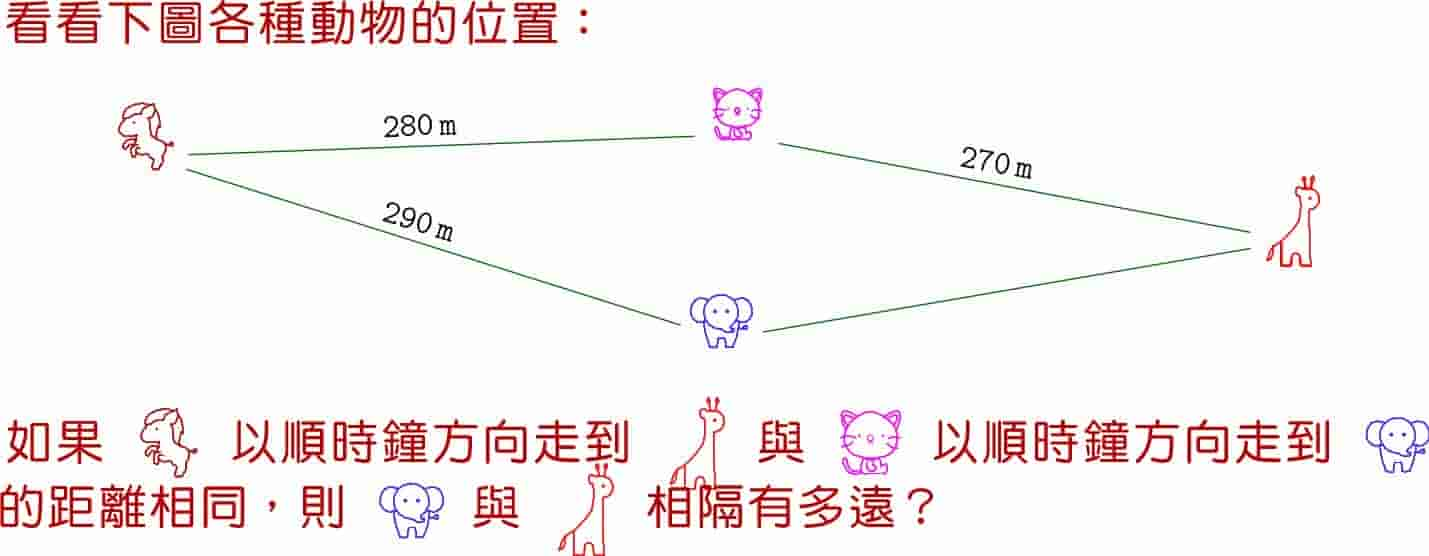 看看下圖各種動物的位置：
280 m
270 m
290 m
如果 以順時鐘方向走到 與 以順時鐘方向走到
的距離相同，則 與 相隔有多遠？